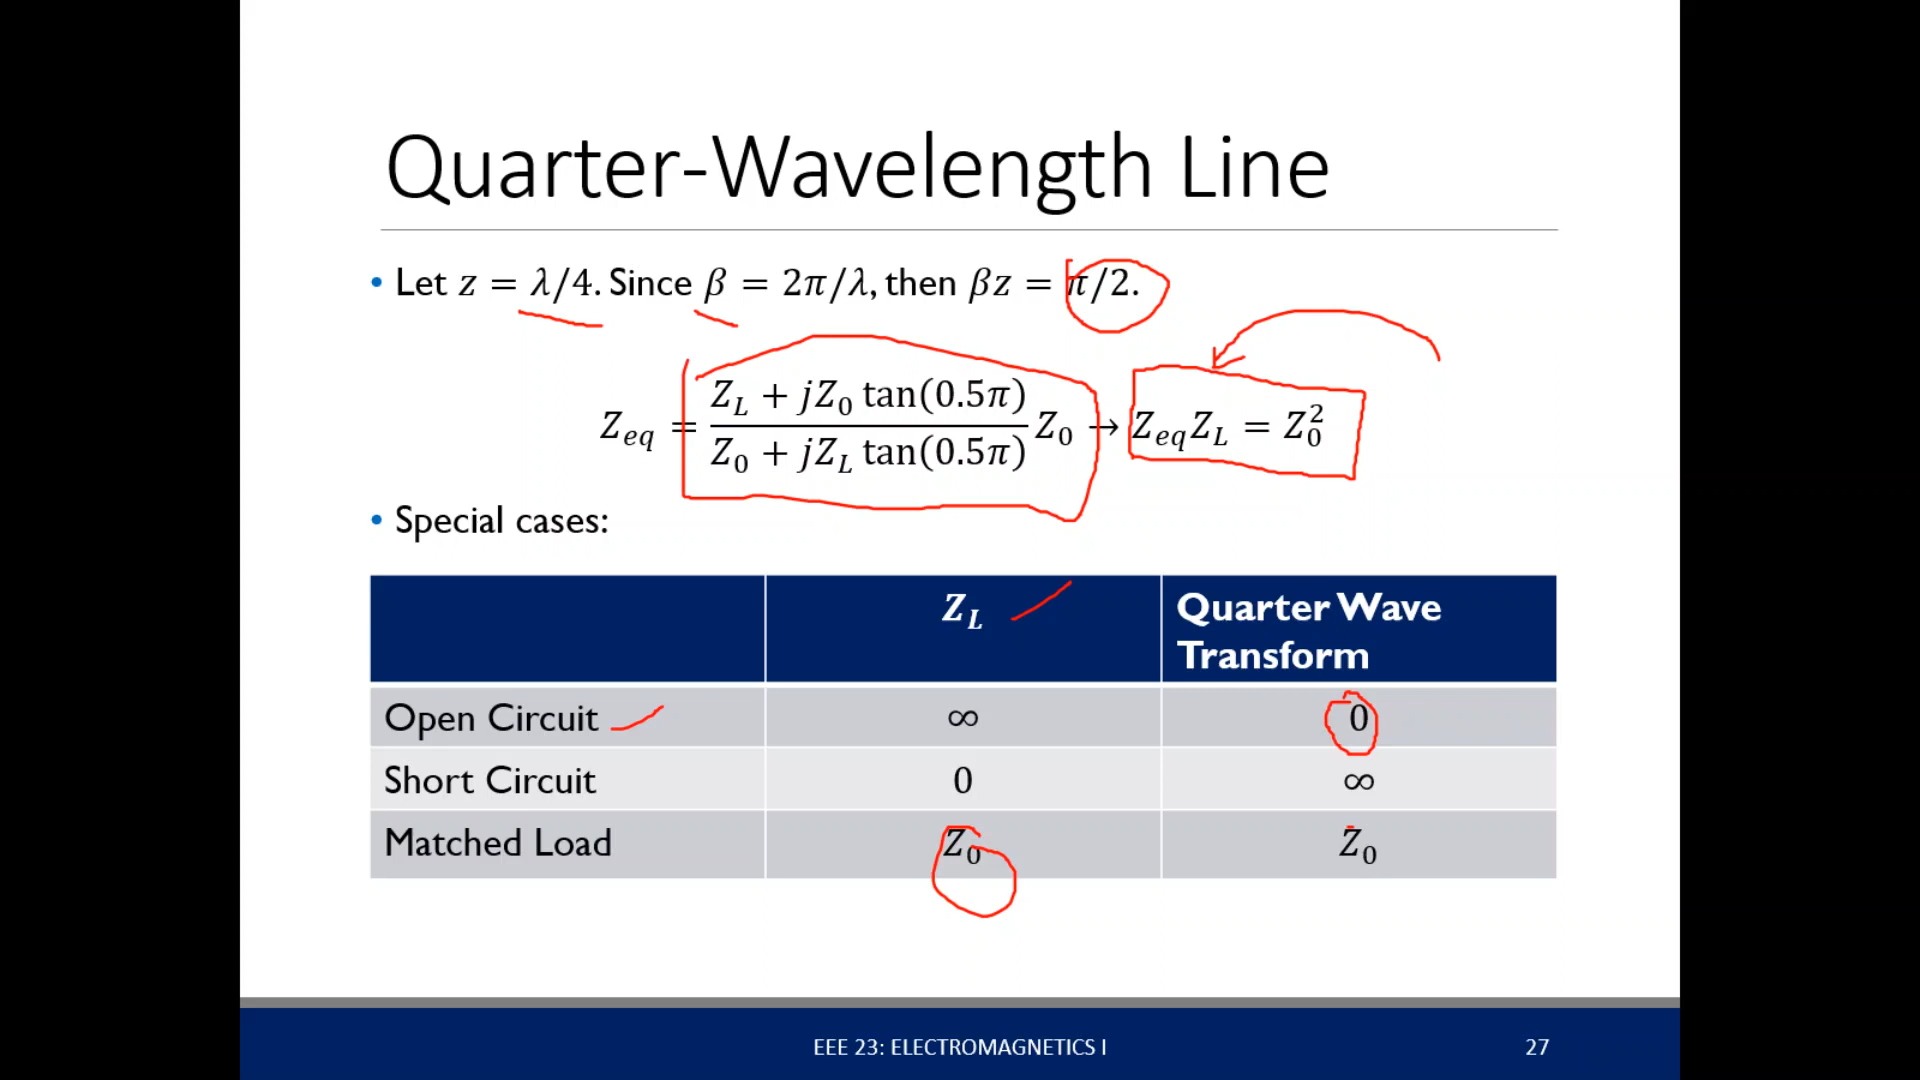 Quarter-Wavelength Line
• Let z = λ/4. Since β = 2π/λ, then βz = π/2.
Z_eq = (Z_L + jZ_0 tan(0.5π)) / (Z_0 + jZ_L tan(0.5π)) Z_0 → Z_eq Z_L = Z_0^2
• Special cases:
Z_L Quarter Wave Transform
Open Circuit ∞ 0
Short Circuit 0 ∞
Matched Load Z_0 Z_0
EEE 23: ELECTROMAGNETICS I 27